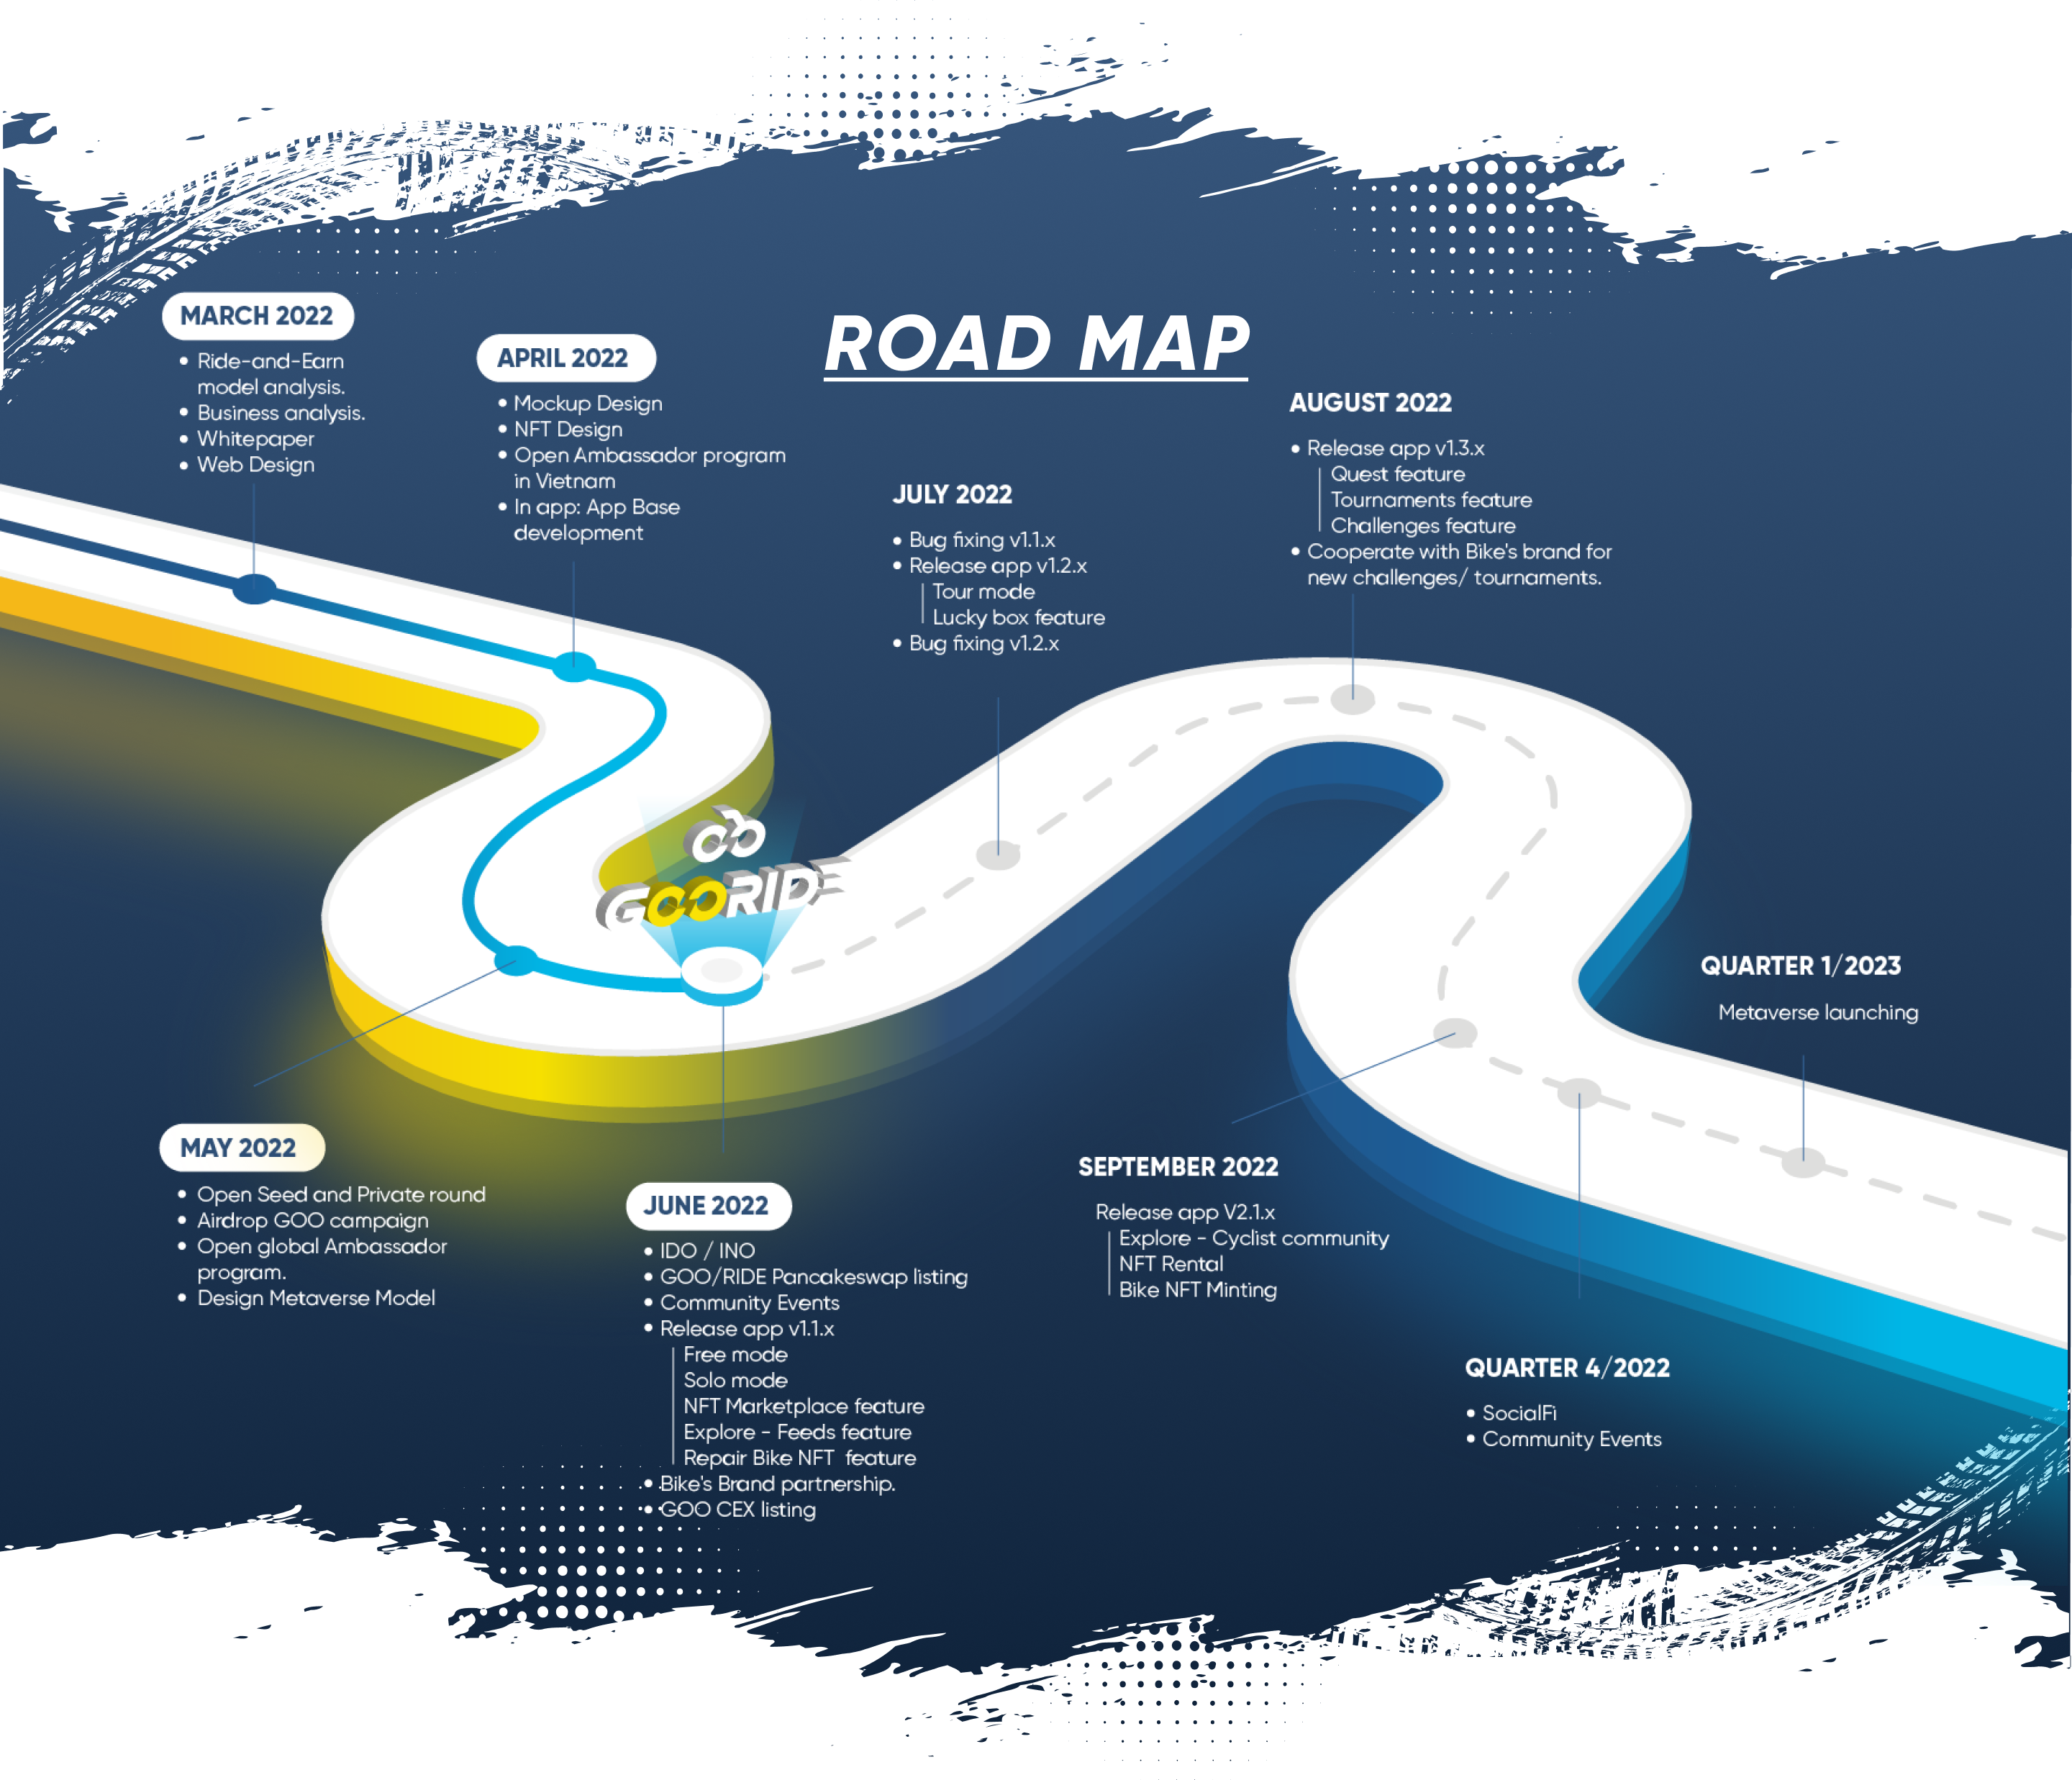 ROAD MAP
MARCH 2022
• Ride-and-Earn
model analysis.
• Business analysis.
• Whitepaper
• Web Design
APRIL 2022
• Mockup Design
• NFT Design
• Open Ambassador program
in Vietnam
• In app: App Base
development
MAY 2022
• Open Seed and Private round
• Airdrop GOO campaign
• Open global Ambassador
program.
• Design Metaverse Model
GOORIDE
JUNE 2022
• IDO / INO
• GOO/RIDE Pancakeswap listing
• Community Events
• Release app v1.1.x
Free mode
Solo mode
NFT Marketplace feature
Explore - Feeds feature
Repair Bike NFT feature
• Bike's Brand partnership.
• GOO CEX listing
JULY 2022
• Bug fixing v1.1.x
• Release app v1.2.x
Tour mode
Lucky box feature
• Bug fixing v1.2.x
AUGUST 2022
• Release app v1.3.x
Quest feature
Tournaments feature
Challenges feature
• Cooperate with Bike's brand for
new challenges/ tournaments.
SEPTEMBER 2022
Release app V2.1.x
Explore - Cyclist community
NFT Rental
Bike NFT Minting
QUARTER 4/2022
• SocialFi
• Community Events
QUARTER 1/2023
Metaverse launching